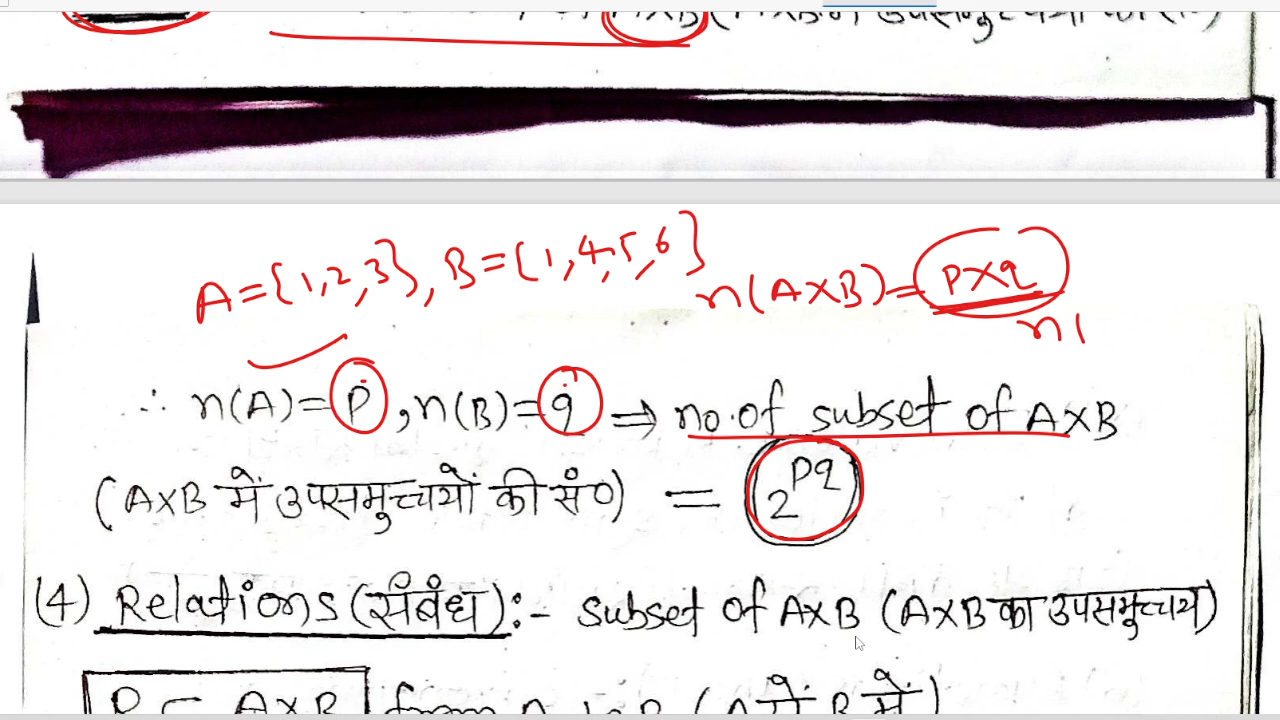 A={1,2,3}, B={1,4,5,6} n(A×B)=p×q
n1
∴ n(A)=p, n(B)=q ⇒ no. of subset of A×B
(A×B में उपसमुच्चयों की सं०) = 2^pq
(4) Relations (संबंध):- subset of A×B (A×B का उपसमुच्चय)